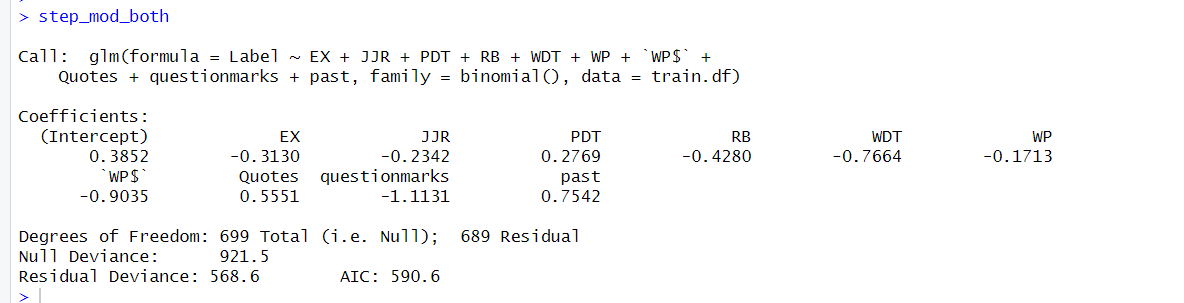 > step_mod_both
Call:  glm(formula = Label ~ EX + JJR + PDT + RB + WDT + WP + `WP$` +
    Quotes + questionmarks + past, family = binomial(), data = train.df)
Coefficients:
  (Intercept)             EX            JJR            PDT             RB            WDT             WP
       0.3852        -0.3130        -0.2342         0.2769        -0.4280        -0.7664        -0.1713
        `WP$`         Quotes  questionmarks           past
      -0.9035         0.5551        -1.1131         0.7542
Degrees of Freedom: 699 Total (i.e. Null);  689 Residual
Null Deviance:      921.5
Residual Deviance: 568.6        AIC: 590.6
>